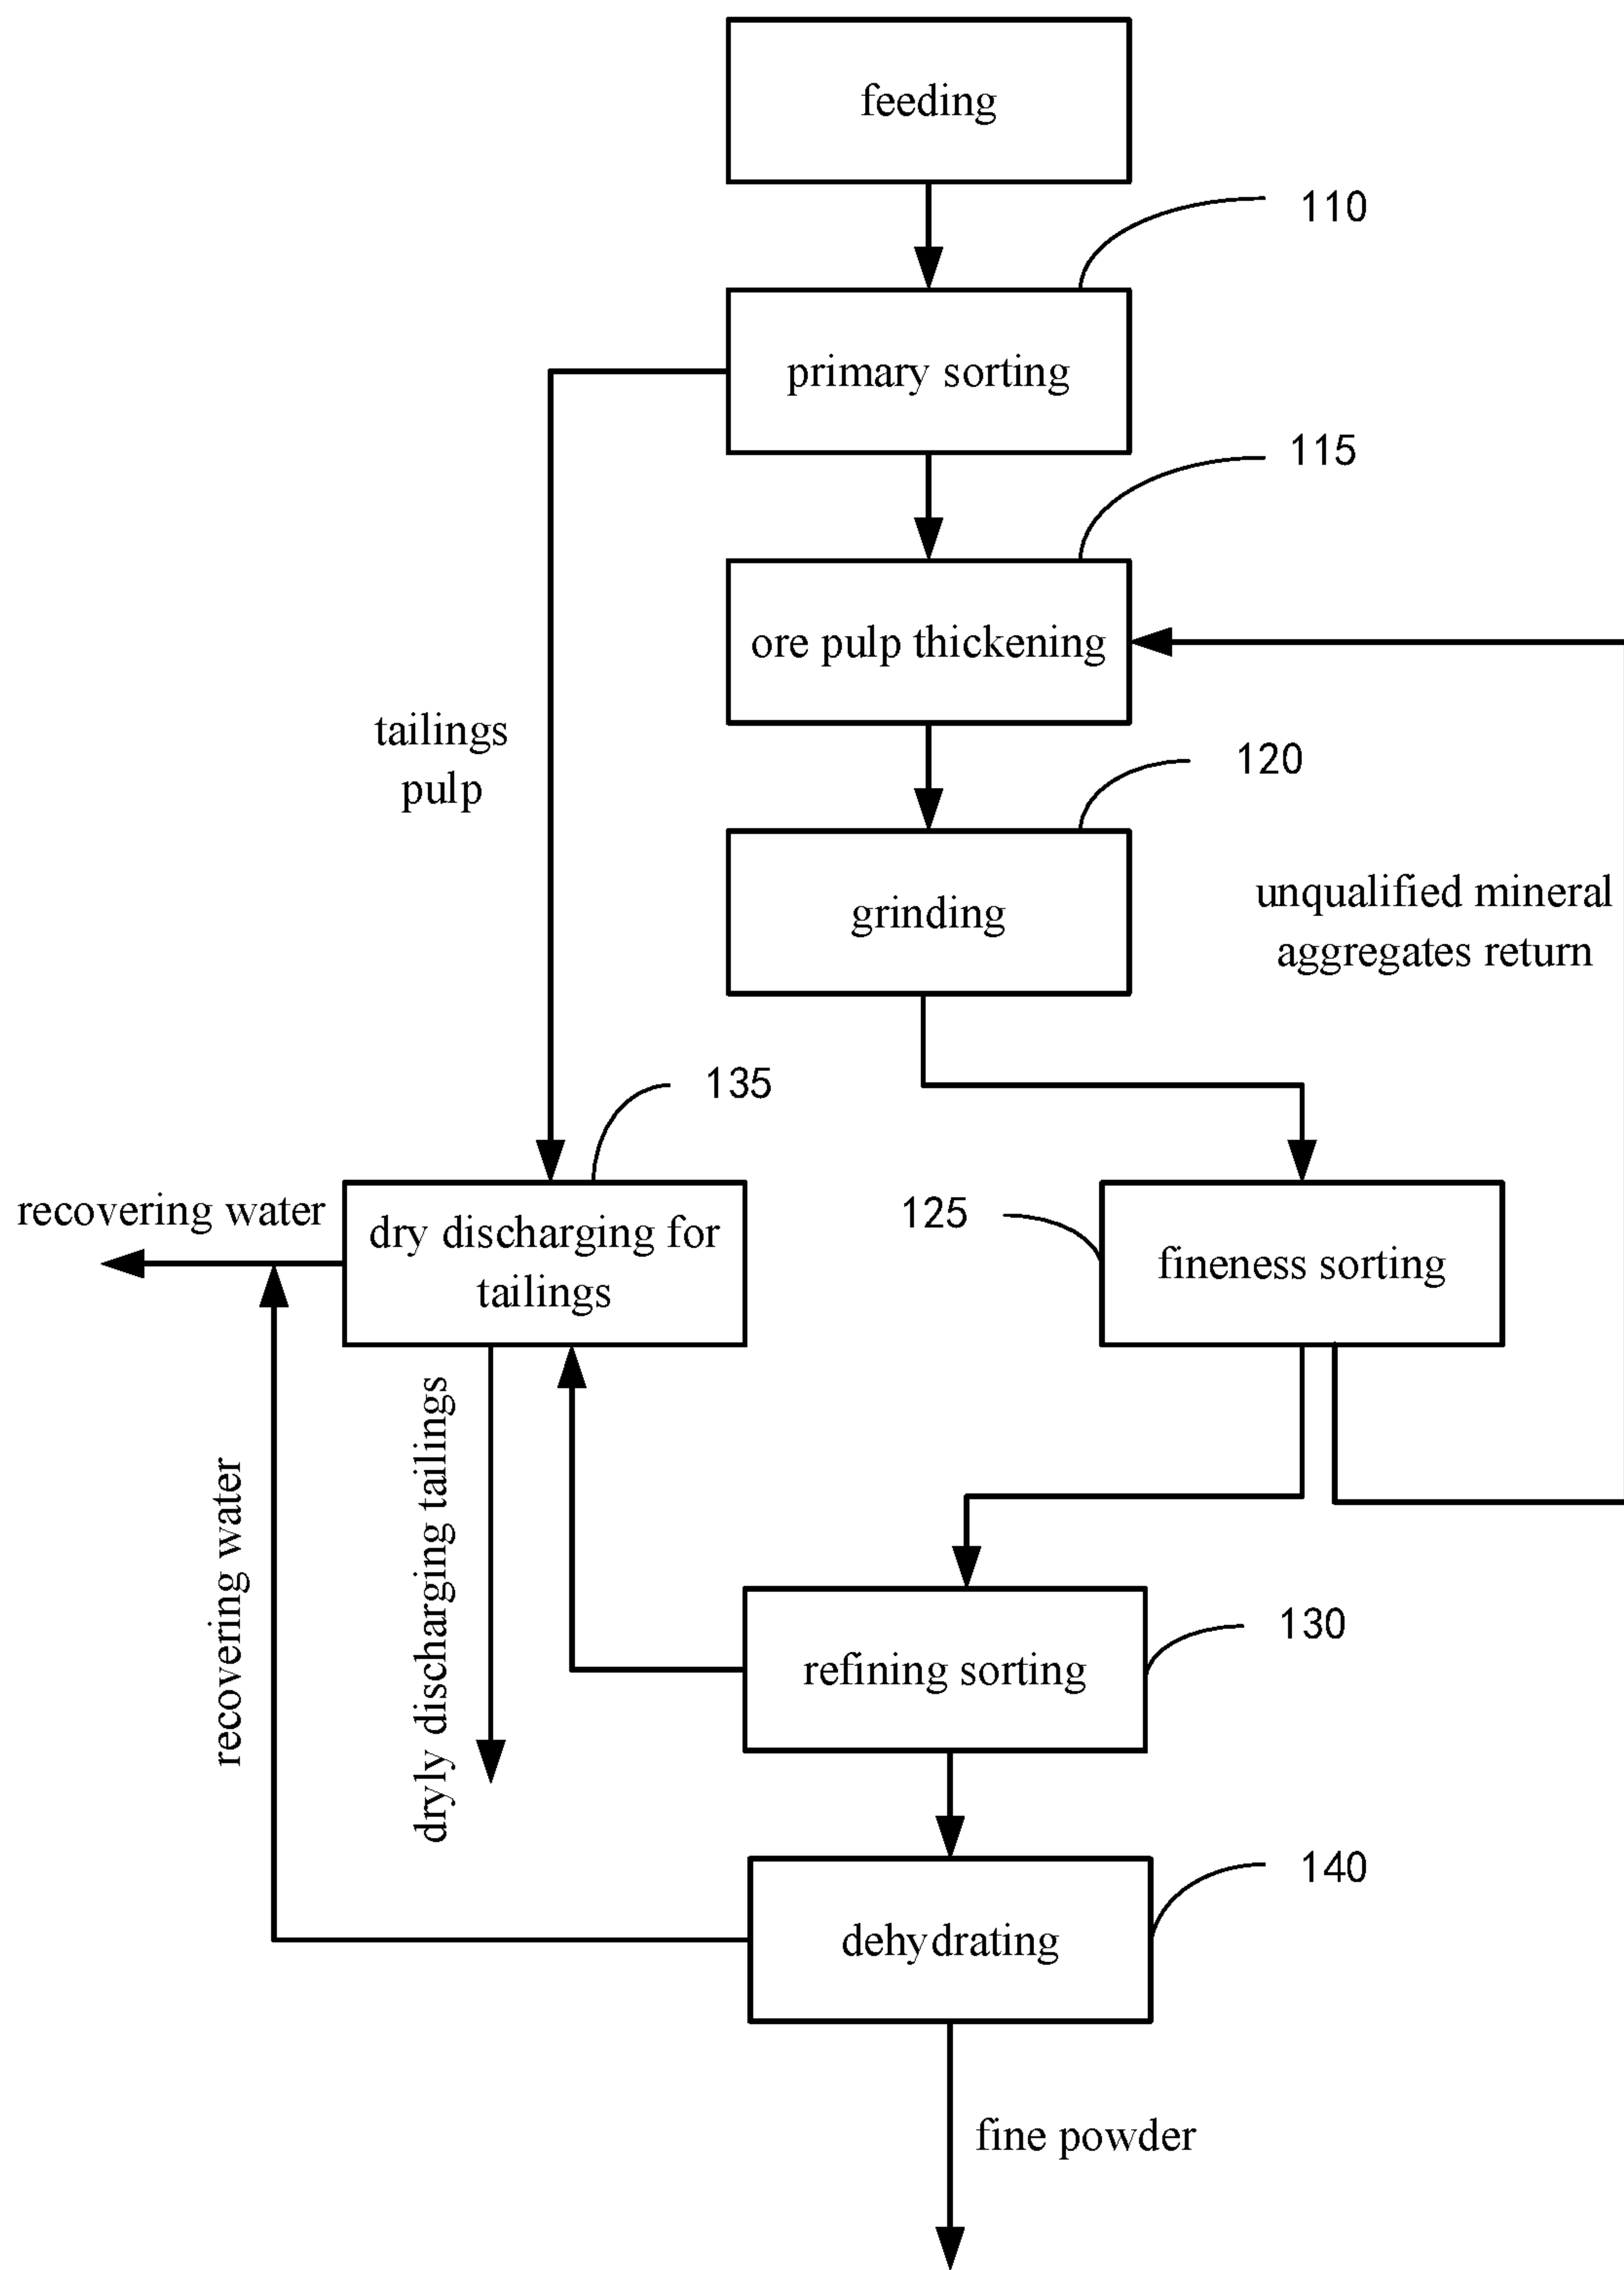 feeding
110
primary sorting
115
ore pulp thickening
tailings
pulp
120
grinding
unqualified mineral
aggregates return
135
recovering water
dry discharging for
tailings
125
fineness sorting
dryly discharging tailings
recovering water
130
refining sorting
140
dehydrating
fine powder